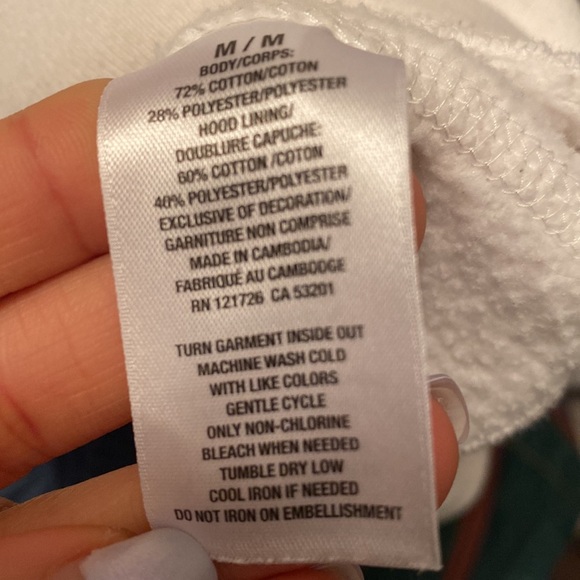 M / M
BODY/CORPS:
72% COTTON/COTON
28% POLYESTER/POLYESTER
HOOD LINING/
DOUBLURE CAPUCHE:
60% COTTON /COTON
40% POLYESTER/POLYESTER
EXCLUSIVE OF DECORATION/
GARNITURE NON COMPRISE
MADE IN CAMBODIA/
FABRIQUÉ AU CAMBODGE
RN 121726 CA 53201
TURN GARMENT INSIDE OUT
MACHINE WASH COLD
WITH LIKE COLORS
GENTLE CYCLE
ONLY NON-CHLORINE
BLEACH WHEN NEEDED
TUMBLE DRY LOW
COOL IRON IF NEEDED
DO NOT IRON ON EMBELLISHMENT